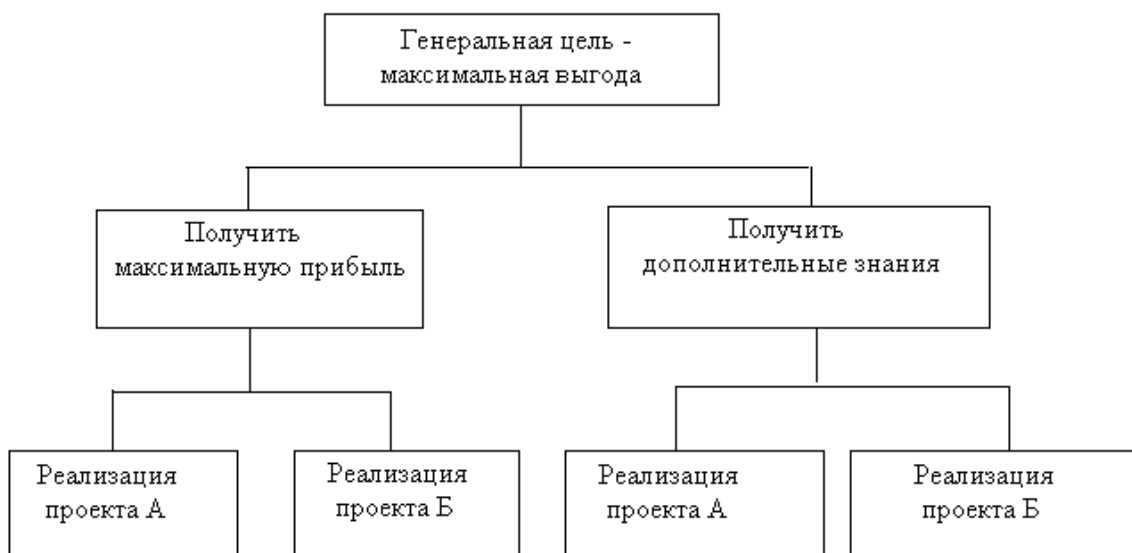 Генеральная цель -
максимальная выгода
Получить
максимальную прибыль
Получить
дополнительные знания
Реализация
проекта А
Реализация
проекта Б
Реализация
проекта А
Реализация
проекта Б